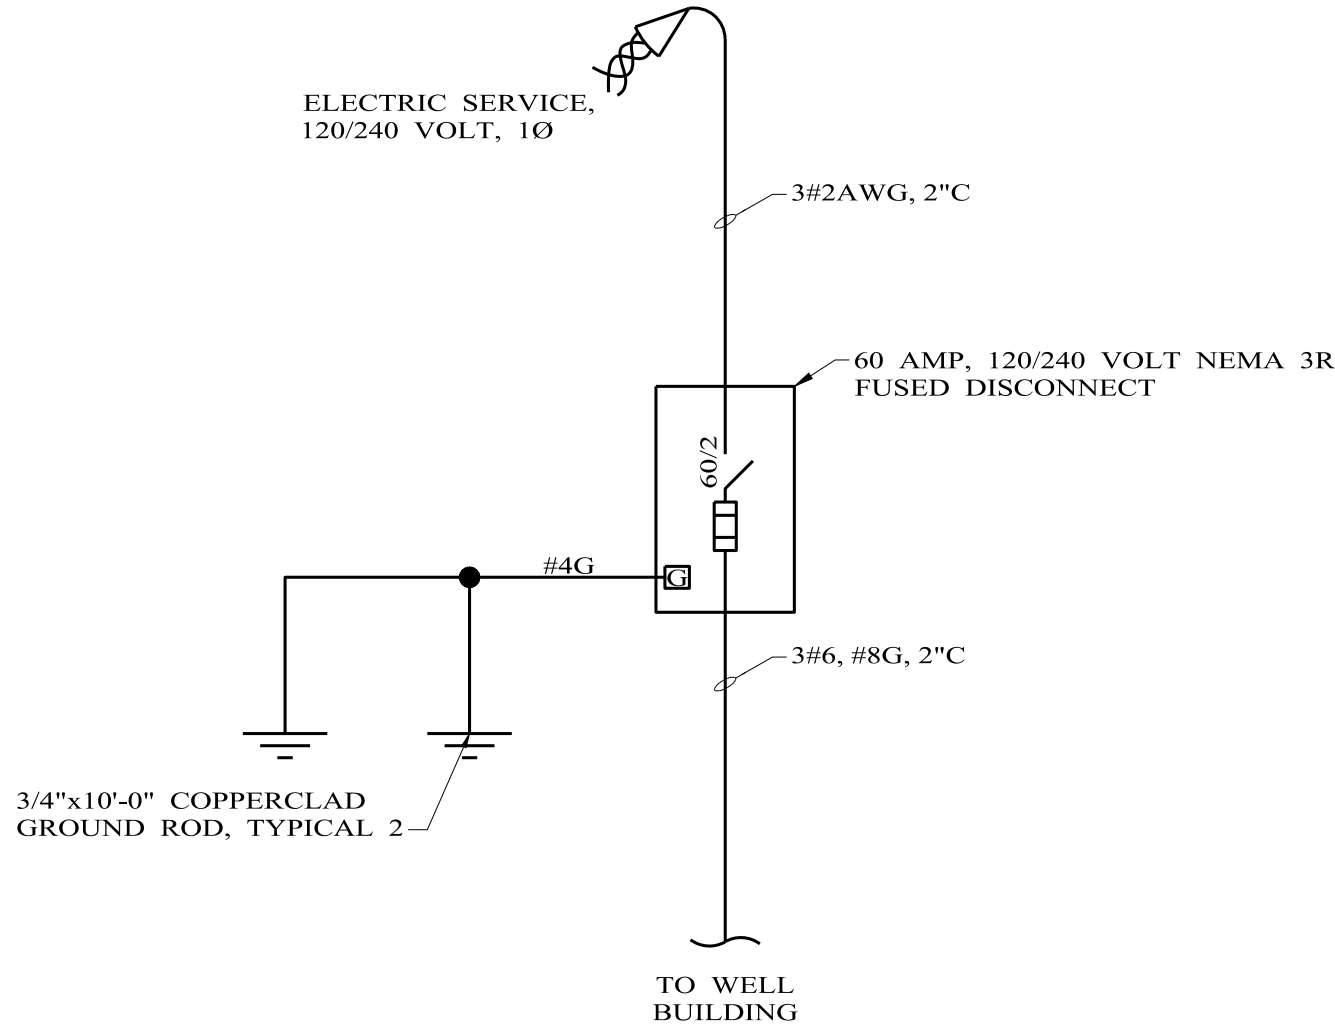 ELECTRIC SERVICE,
120/240 VOLT, 1Ø
3#2AWG, 2"C
60 AMP, 120/240 VOLT NEMA 3R
FUSED DISCONNECT
60/2
#4G
G
3#6, #8G, 2"C
3/4"x10'-0" COPPERCLAD
GROUND ROD, TYPICAL 2
TO WELL
BUILDING